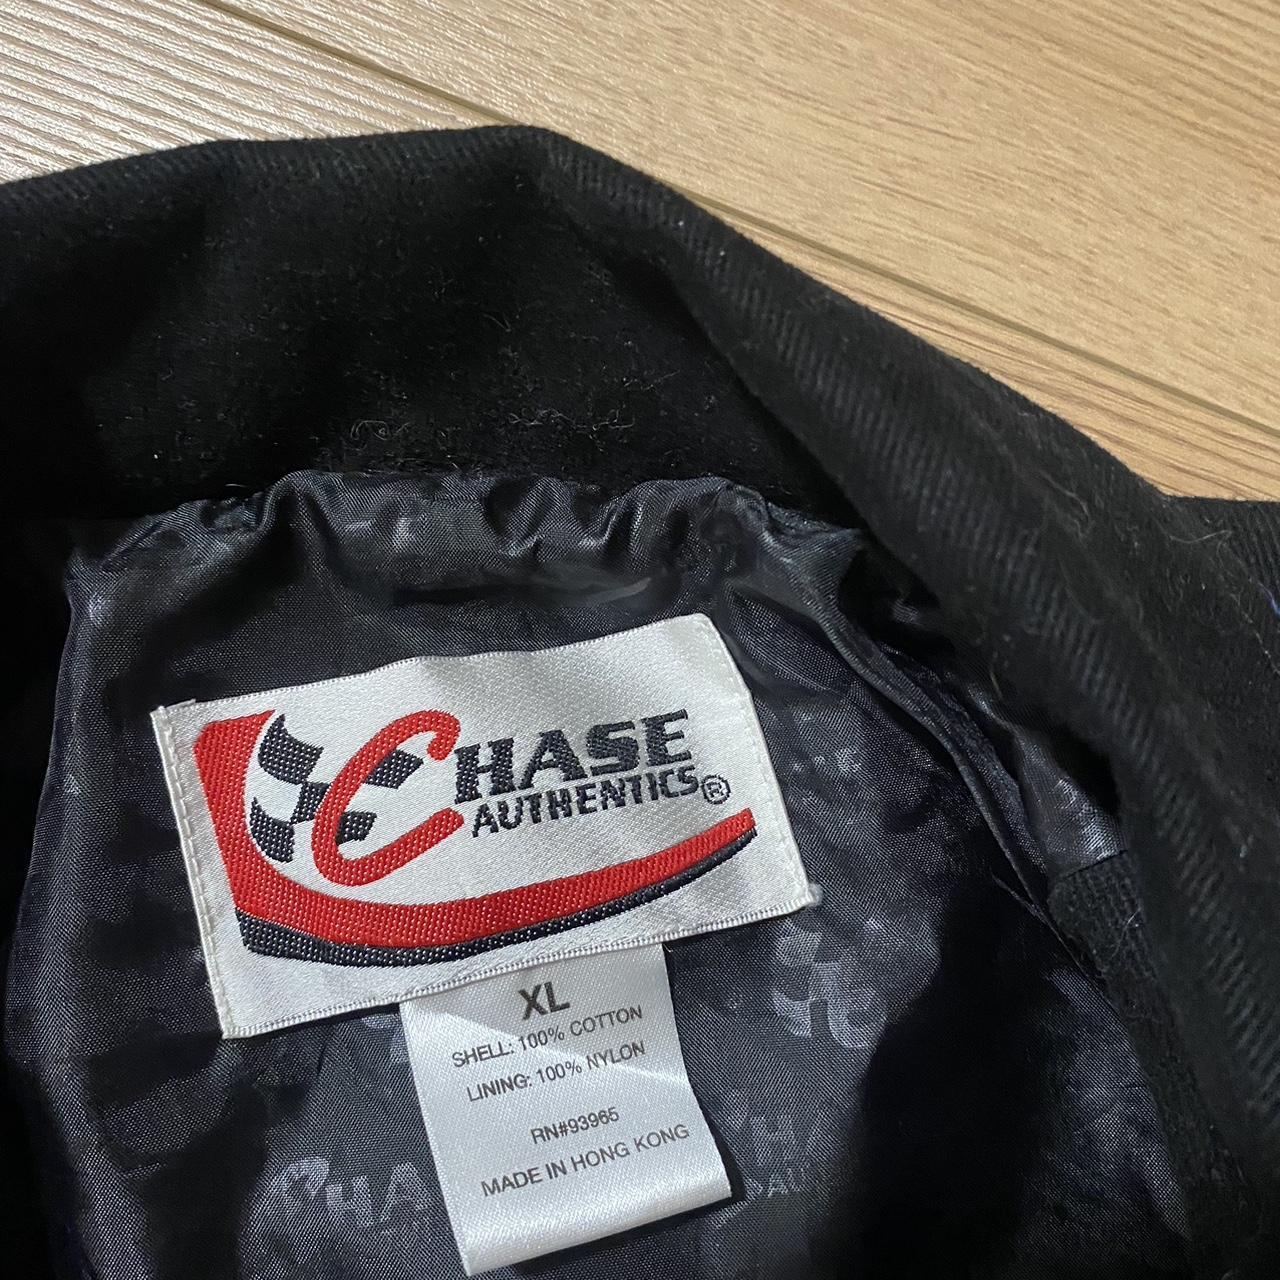 CHASE
AUTHENTICS®
XL
SHELL: 100% COTTON
LINING: 100% NYLON
RN#93965
MADE IN HONG KONG